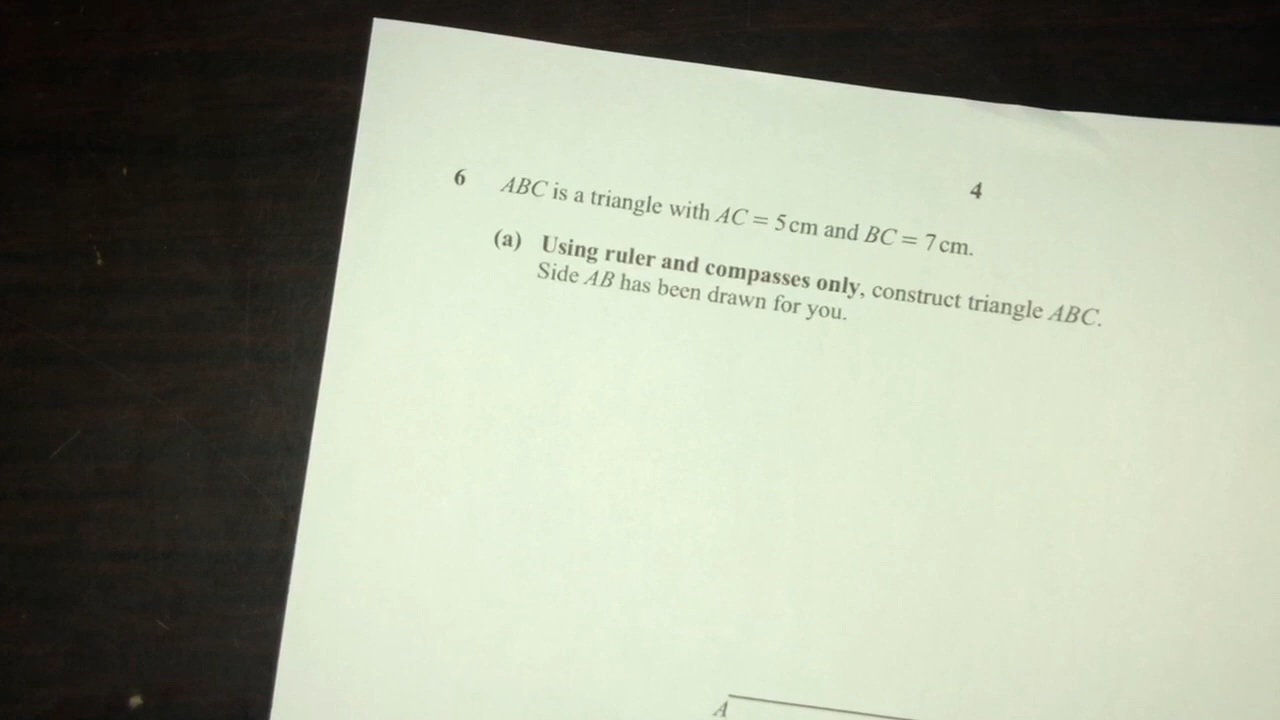 4
6 ABC is a triangle with AC = 5 cm and BC = 7 cm.
(a) Using ruler and compasses only, construct triangle ABC.
Side AB has been drawn for you.
A